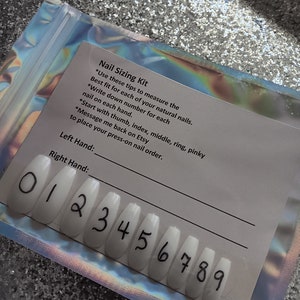 Nail Sizing Kit
*Use these tips to measure the
Best fit for each of your natural nails.
*Write down number for each
nail on each hand.
*Start with thumb, index, middle, ring, pinky
*Message me back on Etsy
to place your press-on nail order.
Left Hand:
Right Hand:
0 1 2 3 4 5 6 7 8 9